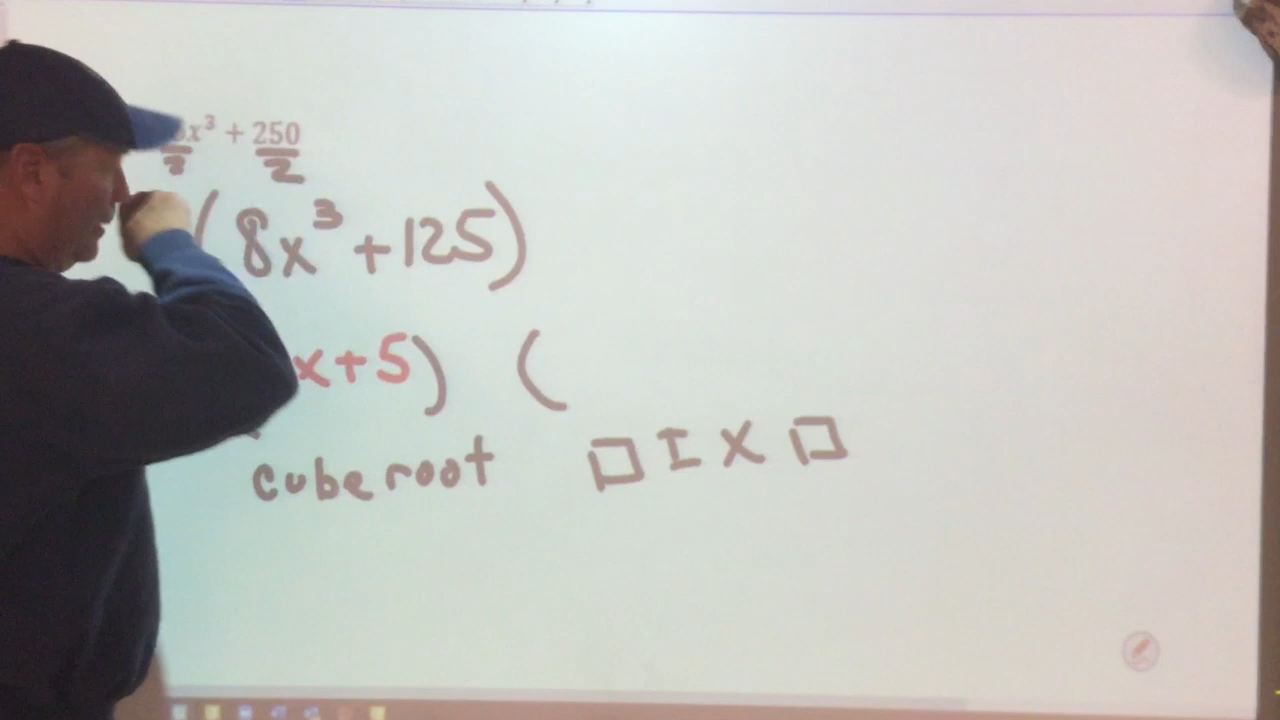 x³ + 250
2 2
( 8x³ + 125 )
x + 5 ) (
cube root □ I X □